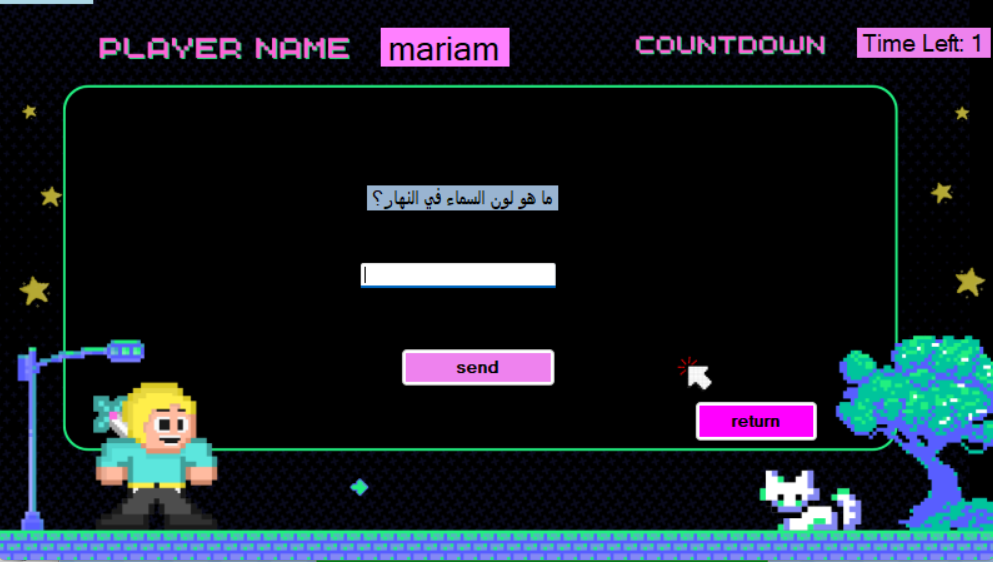 PLAYER NAME mariam COUNTDOWN Time Left: 1
ما هو لون السماء في النهار؟
send
return